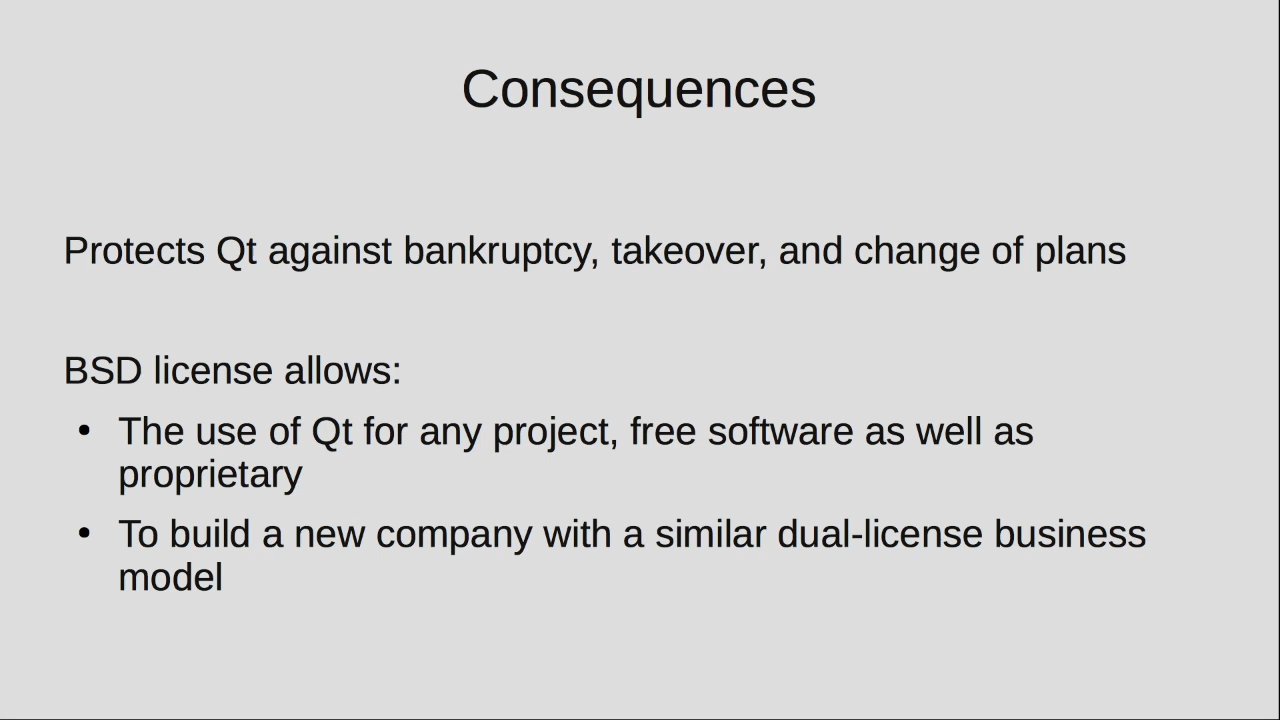 Consequences
Protects Qt against bankruptcy, takeover, and change of plans
BSD license allows:
• The use of Qt for any project, free software as well as
proprietary
• To build a new company with a similar dual-license business
model